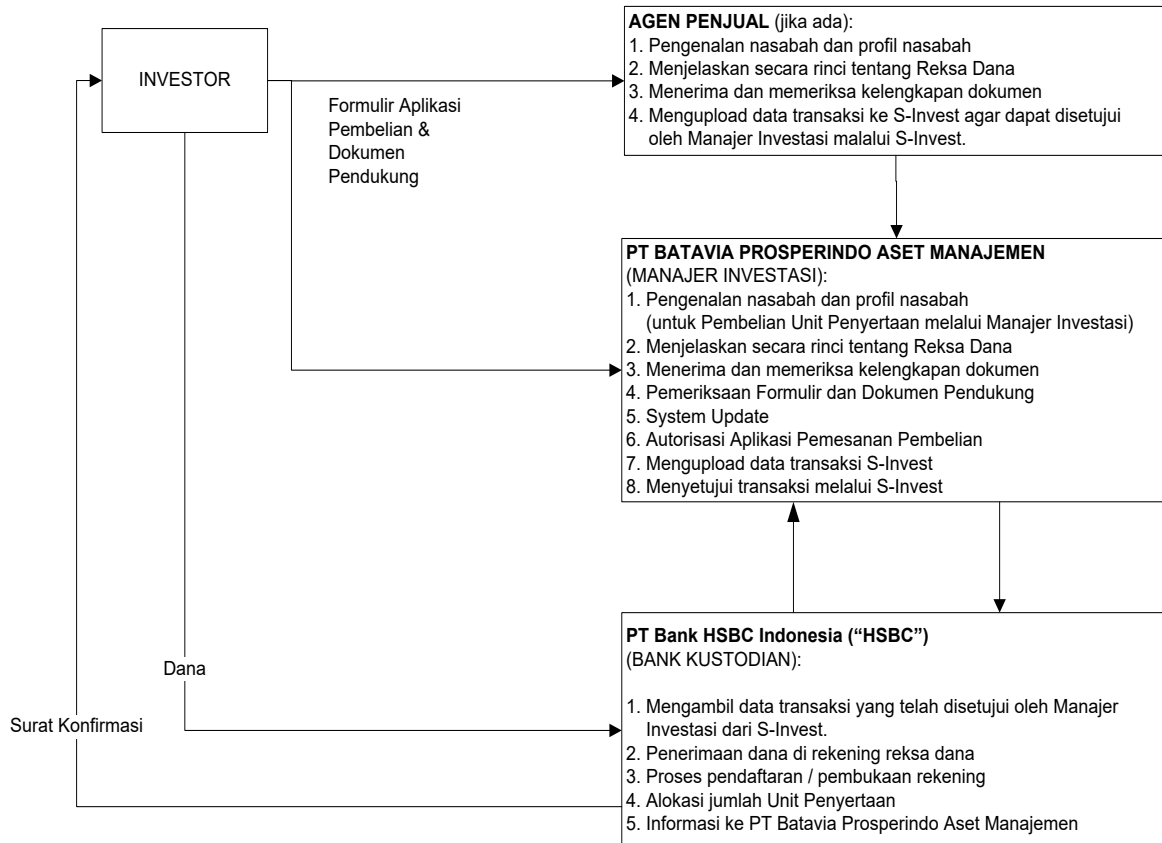 INVESTOR
Formulir Aplikasi
Pembelian &
Dokumen
Pendukung
AGEN PENJUAL (jika ada):
1. Pengenalan nasabah dan profil nasabah
2. Menjelaskan secara rinci tentang Reksa Dana
3. Menerima dan memeriksa kelengkapan dokumen
4. Mengupload data transaksi ke S-Invest agar dapat disetujui
oleh Manajer Investasi malalui S-Invest.
PT BATAVIA PROSPERINDO ASET MANAJEMEN
(MANAJER INVESTASI):
1. Pengenalan nasabah dan profil nasabah
(untuk Pembelian Unit Penyertaan melalui Manajer Investasi)
2. Menjelaskan secara rinci tentang Reksa Dana
3. Menerima dan memeriksa kelengkapan dokumen
4. Pemeriksaan Formulir dan Dokumen Pendukung
5. System Update
6. Autorisasi Aplikasi Pemesanan Pembelian
7. Mengupload data transaksi S-Invest
8. Menyetujui transaksi melalui S-Invest
Dana
Surat Konfirmasi
PT Bank HSBC Indonesia (“HSBC”)
(BANK KUSTODIAN):
1. Mengambil data transaksi yang telah disetujui oleh Manajer
Investasi dari S-Invest.
2. Penerimaan dana di rekening reksa dana
3. Proses pendaftaran / pembukaan rekening
4. Alokasi jumlah Unit Penyertaan
5. Informasi ke PT Batavia Prosperindo Aset Manajemen